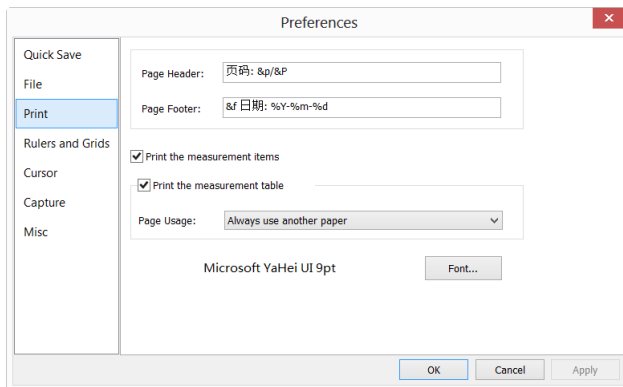 Preferences
Quick Save
File
Print
Rulers and Grids
Cursor
Capture
Misc
Page Header: 页码: &p/&P
Page Footer: &f 日期: %Y-%m-%d
Print the measurement items
Print the measurement table
Page Usage: Always use another paper
Microsoft YaHei UI 9pt Font...
OK Cancel Apply